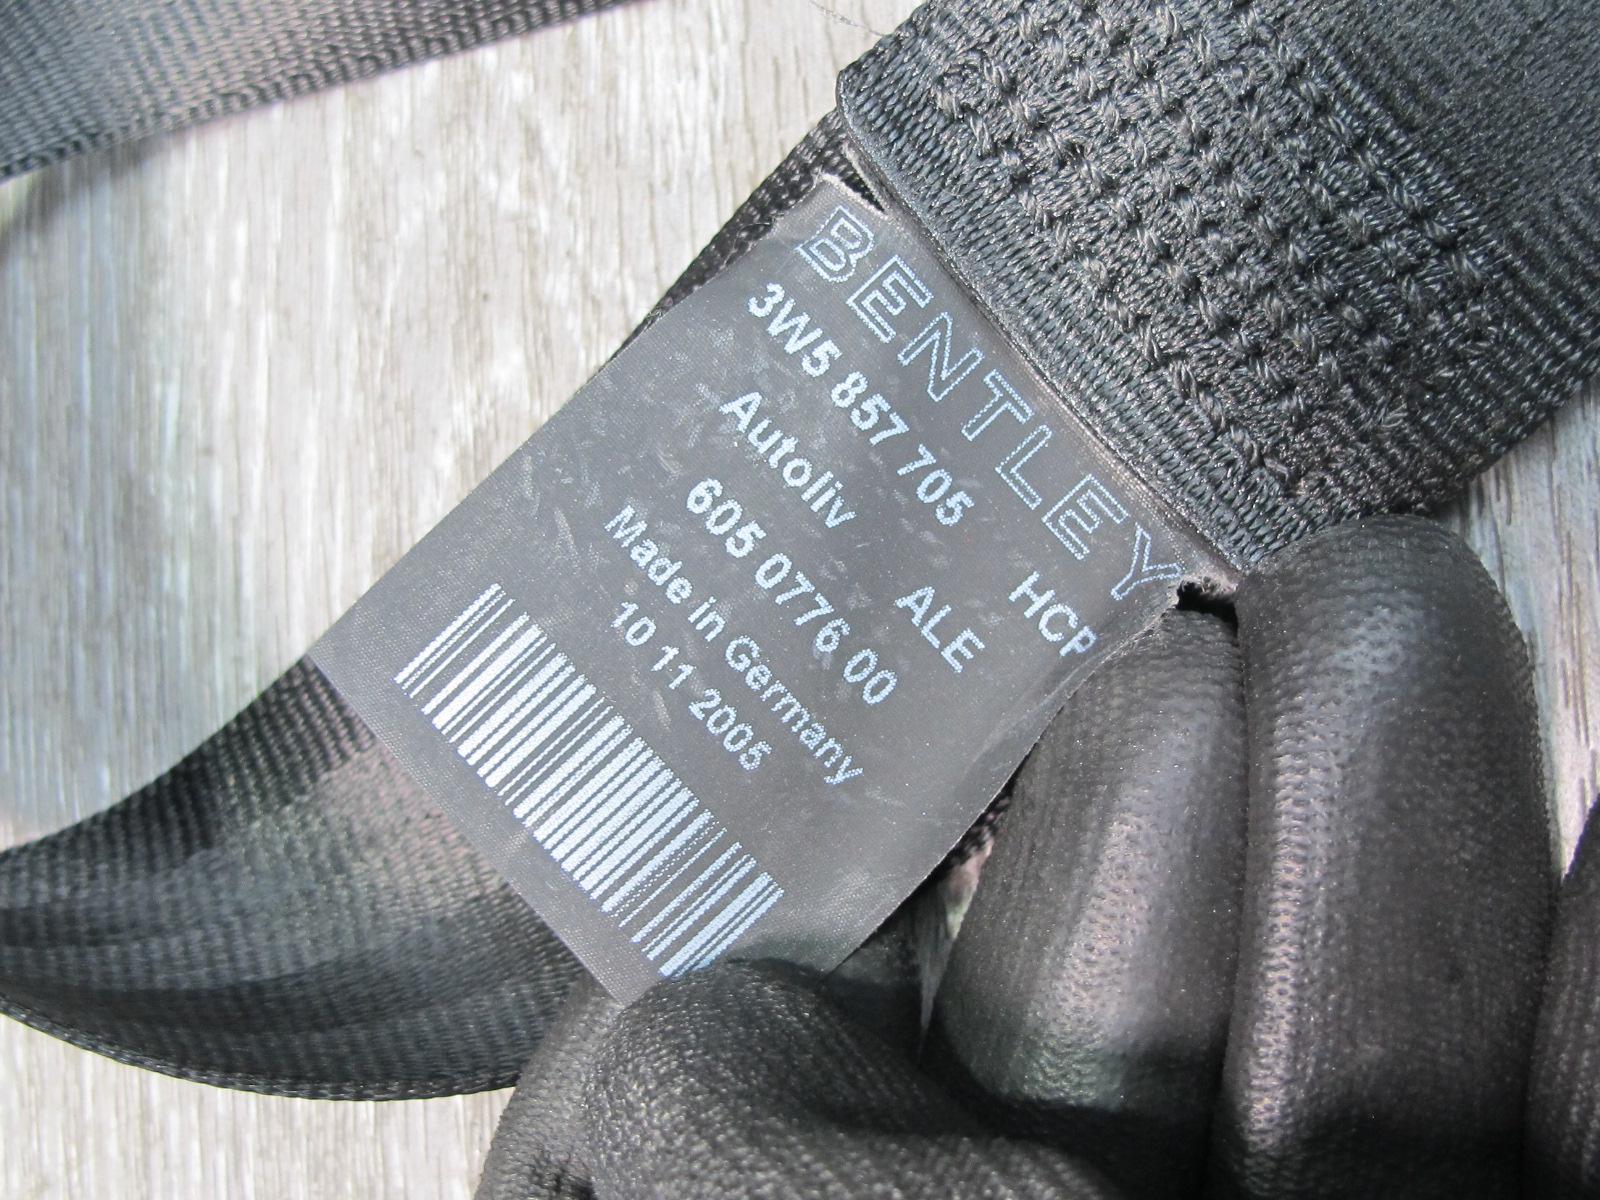 BENTLEY
3W5 857 705 HCP
Autoliv ALE
605 0776 00
Made in Germany
10 11 2005